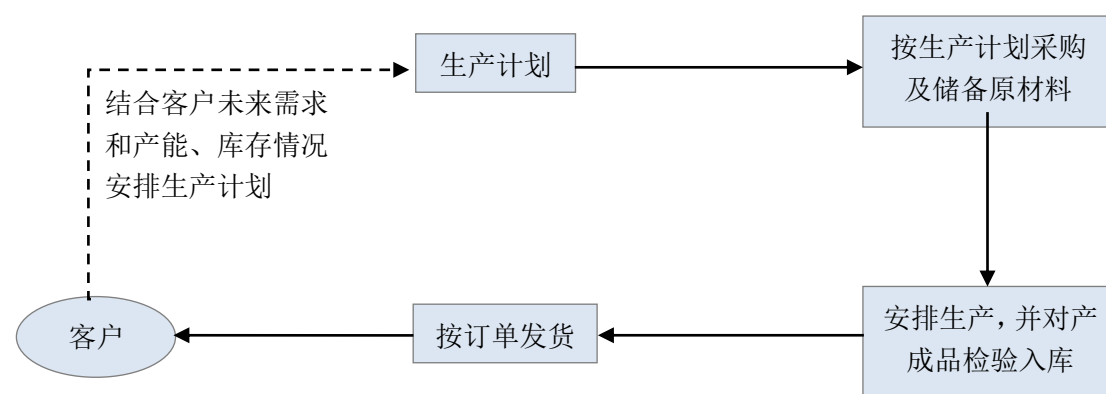 生产计划
按生产计划采购
及储备原材料
结合客户未来需求
和产能、库存情况
安排生产计划
客户
按订单发货
安排生产，并对产
成品检验入库